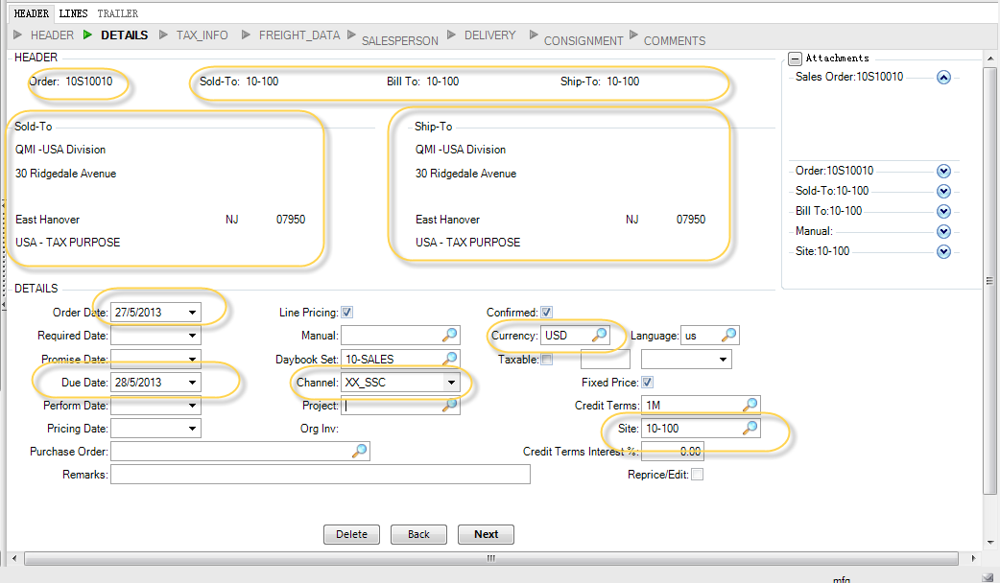 HEADER LINES TRAILER
HEADER DETAILS TAX_INFO FREIGHT_DATA SALESPERSON DELIVERY CONSIGNMENT COMMENTS
HEADER
Order: 10S10010 Sold-To: 10-100 Bill To: 10-100 Ship-To: 10-100
Sold-To Ship-To
QMI -USA Division QMI -USA Division
30 Ridgedale Avenue 30 Ridgedale Avenue
East Hanover NJ 07950 East Hanover NJ 07950
USA - TAX PURPOSE USA - TAX PURPOSE
Attachments
Sales Order:10S10010
Order:10S10010
Sold-To:10-100
Bill To:10-100
Manual:
Site:10-100
DETAILS
Order Date: 27/5/2013 Line Pricing: Confirmed:
Required Date: Manual: Currency: USD Language: us
Promise Date: Daybook Set: 10-SALES Taxable:
Due Date: 28/5/2013 Channel: XX_SSC Fixed Price:
Perform Date: Project: Credit Terms: 1M
Pricing Date: Org Inv: Site: 10-100
Purchase Order: Credit Terms Interest %: 0.00
Remarks: Reprice/Edit:
Delete Back Next
mfg